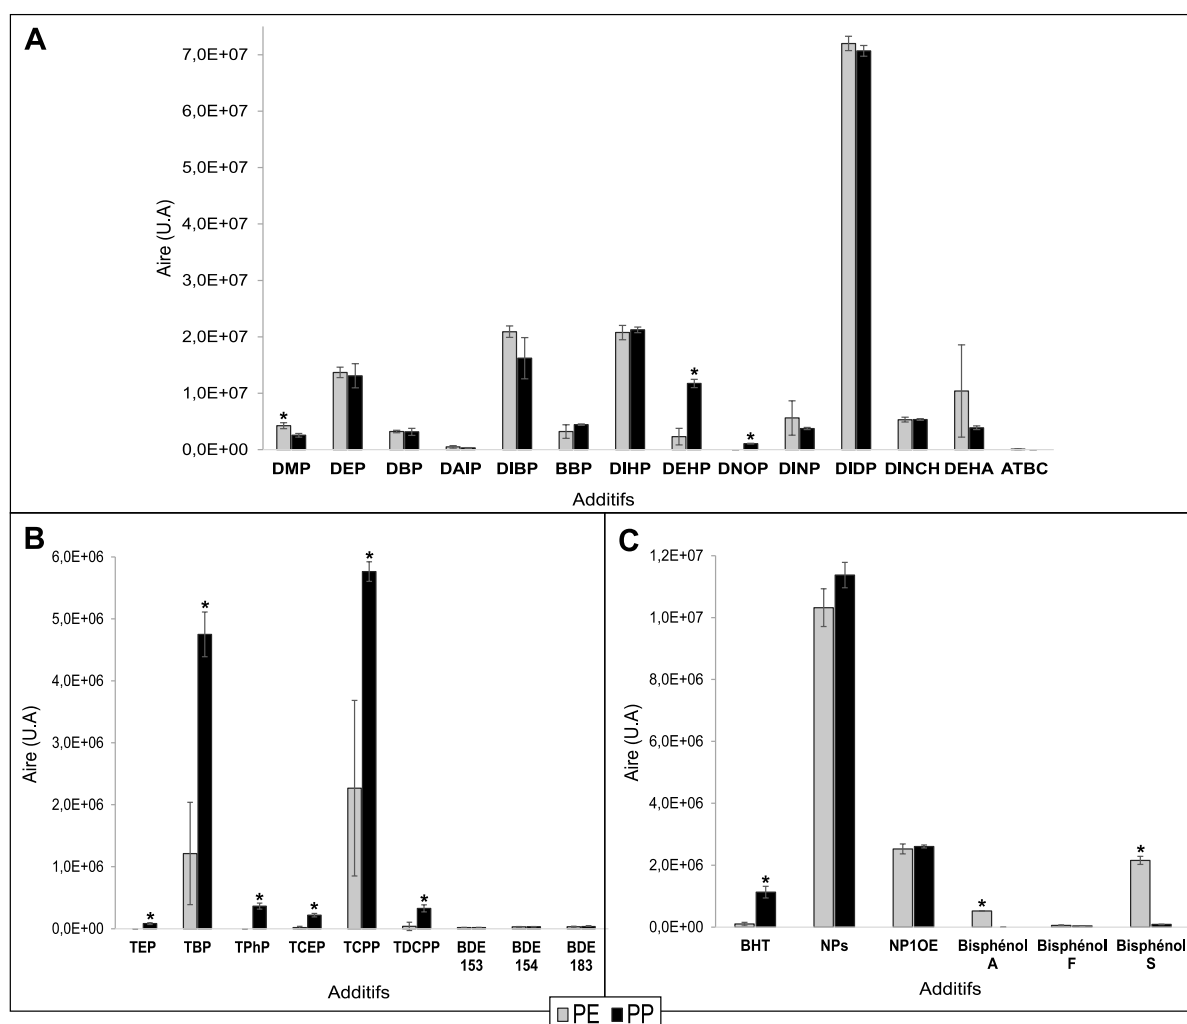 A
7,0E+07
6,0E+07
5,0E+07
4,0E+07
3,0E+07
2,0E+07
1,0E+07
0,0E+00
Aire (U.A)
* * *
DMP DEP DBP DAIP DIBP BBP DIHP DEHP DNOP DINP DIDP DINCH DEHA ATBC
Additifs
B
6,0E+06
5,0E+06
4,0E+06
3,0E+06
2,0E+06
1,0E+06
0,0E+00
Aire (U.A)
* * * * * *
TEP TBP TPhP TCEP TCPP TDCPP BDE BDE BDE
153 154 183
Additifs
C
1,2E+07
1,0E+07
8,0E+06
6,0E+06
4,0E+06
2,0E+06
0,0E+00
Aire (U.A)
* * *
BHT NPs NP1OE Bisphénol Bisphénol Bisphénol
A F S
Additifs
PE PP